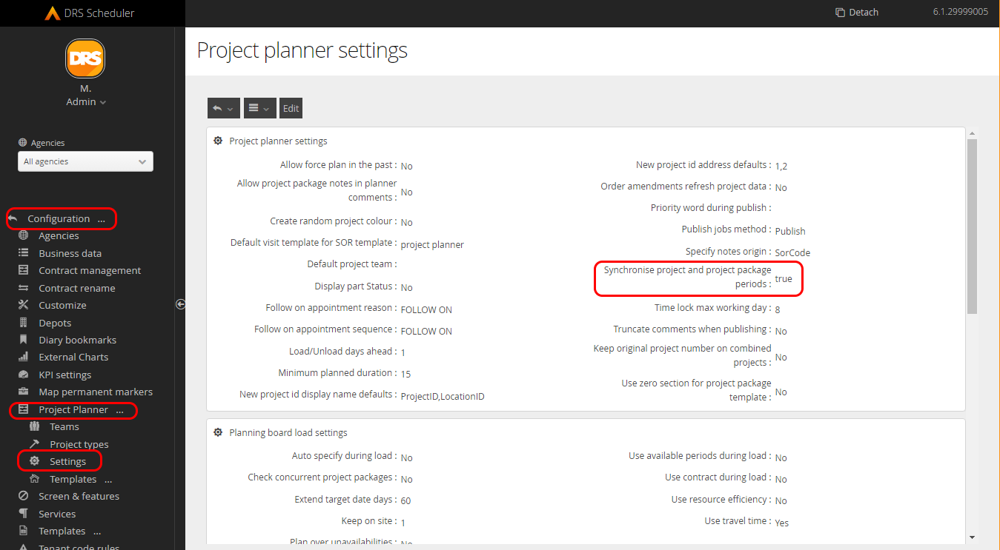 DRS Scheduler
Detach
6.1.29999005
DRS
M.
Admin
Agencies
All agencies
Configuration ...
Agencies
Business data
Contract management
Contract rename
Customize
Depots
Diary bookmarks
External Charts
KPI settings
Map permanent markers
Project Planner ...
Teams
Project types
Settings
Templates ...
Screen & features
Services
Templates ...
Tenant code rules
Project planner settings
Edit
Project planner settings
Allow force plan in the past : No
Allow project package notes in planner
comments : No
Create random project colour : No
Default visit template for SOR template : project planner
Default project team :
Display part Status : No
Follow on appointment reason : FOLLOW ON
Follow on appointment sequence : FOLLOW ON
Load/Unload days ahead : 1
Minimum planned duration : 15
New project id display name defaults : ProjectID,LocationID
New project id address defaults : 1,2
Order amendments refresh project data : No
Priority word during publish :
Publish jobs method : Publish
Specify notes origin : SorCode
Synchronise project and project package
periods : true
Time lock max working day : 8
Truncate comments when publishing : No
Keep original project number on combined
projects : No
Use zero section for project package
template : No
Planning board load settings
Auto specify during load : No
Check concurrent project packages : No
Extend target date days : 60
Keep on site : 1
Plan over unavailabilities : No
Use available periods during load : No
Use contract during load : No
Use resource efficiency : No
Use travel time : Yes